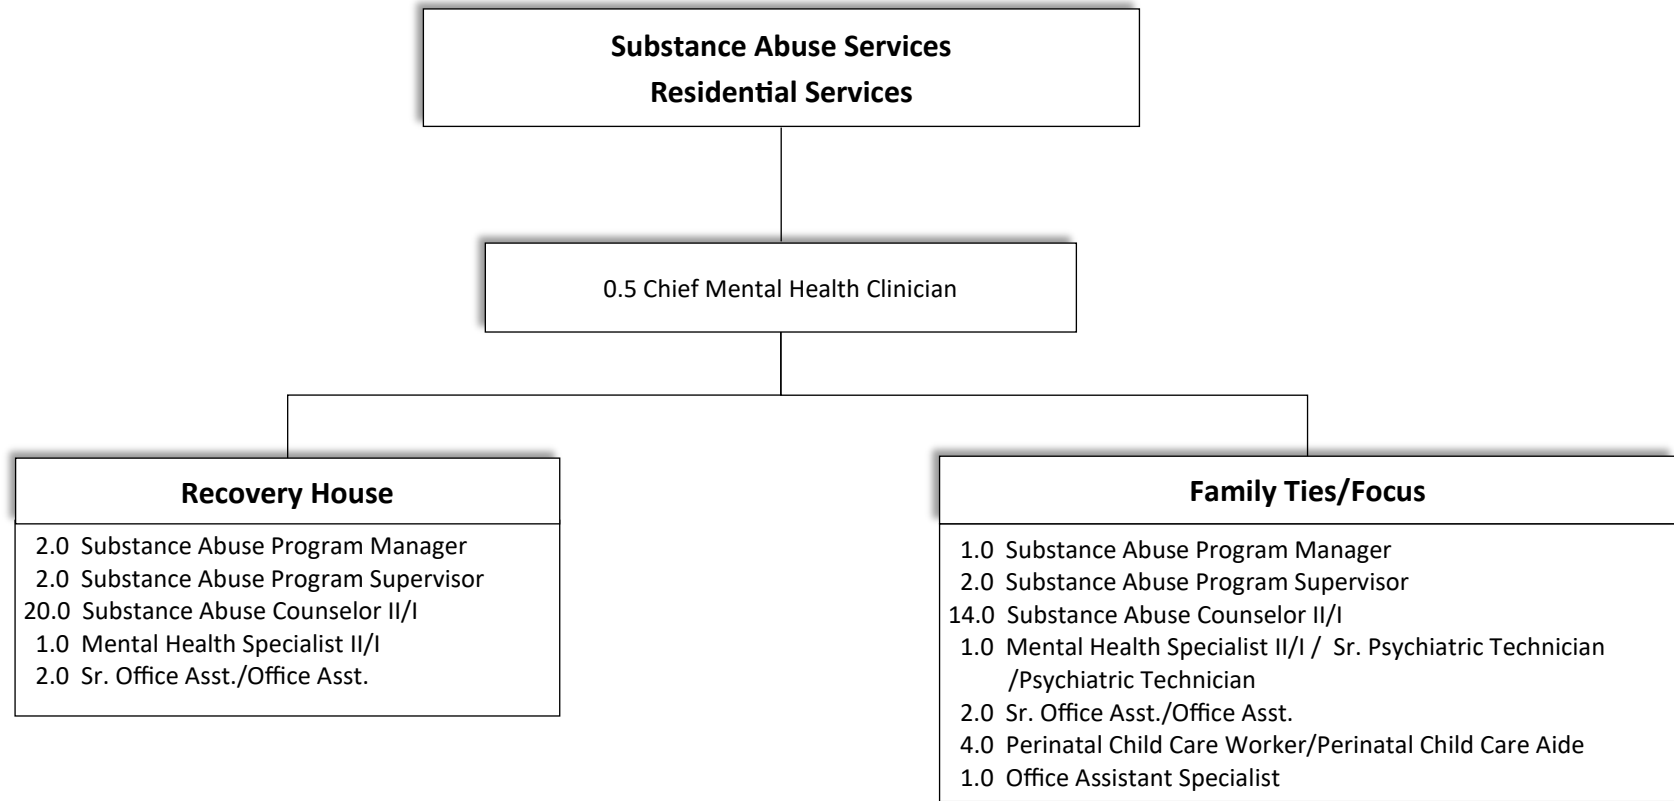 Substance Abuse Services
Residential Services
0.5 Chief Mental Health Clinician
Recovery House
2.0 Substance Abuse Program Manager
2.0 Substance Abuse Program Supervisor
20.0 Substance Abuse Counselor II/I
1.0 Mental Health Specialist II/I
2.0 Sr. Office Asst./Office Asst.
Family Ties/Focus
1.0 Substance Abuse Program Manager
2.0 Substance Abuse Program Supervisor
14.0 Substance Abuse Counselor II/I
1.0 Mental Health Specialist II/I / Sr. Psychiatric Technician
/Psychiatric Technician
2.0 Sr. Office Asst./Office Asst.
4.0 Perinatal Child Care Worker/Perinatal Child Care Aide
1.0 Office Assistant Specialist